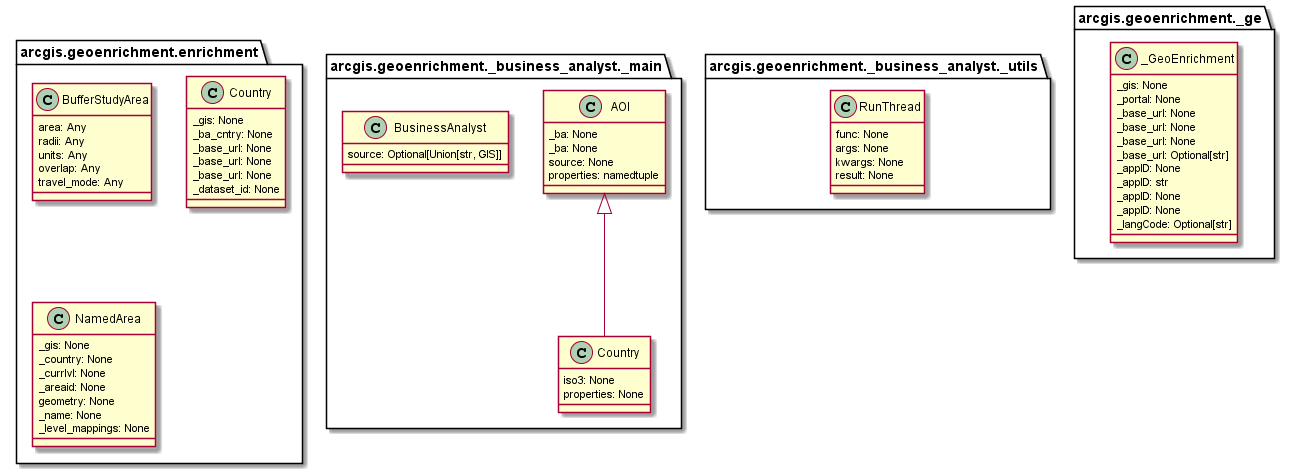 arcgis.geoenrichment.enrichment
C BufferStudyArea
area: Any
radii: Any
units: Any
overlap: Any
travel_mode: Any
C Country
_gis: None
_ba_cntry: None
_base_url: None
_base_url: None
_base_url: None
_dataset_id: None
C NamedArea
_gis: None
_country: None
_currlvl: None
_areaid: None
geometry: None
_name: None
_level_mappings: None
arcgis.geoenrichment._business_analyst._main
C BusinessAnalyst
source: Optional[Union[str, GIS]]
C AOI
_ba: None
_ba: None
source: None
properties: namedtuple
C Country
iso3: None
properties: None
arcgis.geoenrichment._business_analyst._utils
C RunThread
func: None
args: None
kwargs: None
result: None
arcgis.geoenrichment._ge
C _GeoEnrichment
_gis: None
_portal: None
_base_url: None
_base_url: None
_base_url: None
_base_url: Optional[str]
_appID: None
_appID: str
_appID: None
_appID: None
_langCode: Optional[str]